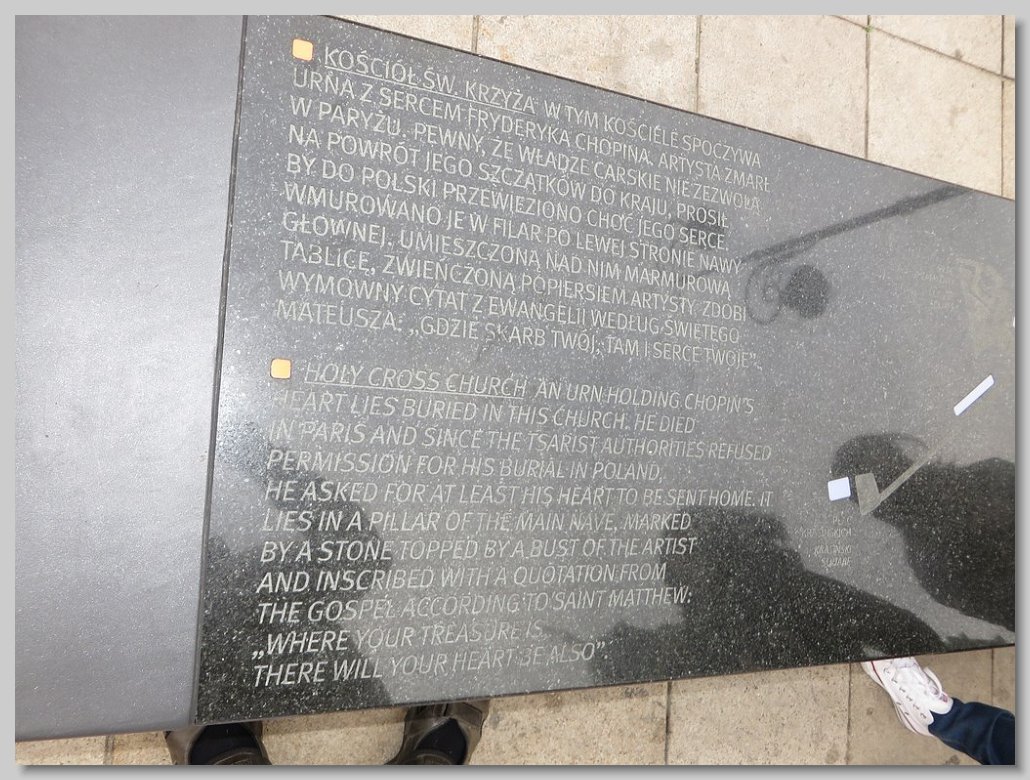 KOŚCIÓŁ ŚW. KRZYŻA W TYM KOŚCIELE SPOCZYWA
URNA Z SERCEM FRYDERYKA CHOPINA. ARTYSTA ZMARŁ
W PARYŻU. PEWNY, ŻE WŁADZE CARSKIE NIE ZEZWOLĄ
NA POWRÓT JEGO SZCZĄTKÓW DO KRAJU, PROSIŁ,
BY DO POLSKI PRZEWIEZIONO CHOĆ JEGO SERCE.
WMUROWANO JE W FILAR PO LEWEJ STRONIE NAWY
GŁÓWNEJ. UMIESZCZONĄ NAD NIM MARMUROWĄ
TABLICĘ, ZWIEŃCZONĄ POPIERSIEM ARTYSTY ZDOBI
WYMOWNY CYTAT Z EWANGELII WEDŁUG ŚWIĘTEGO
MATEUSZA: „GDZIE SKARB TWÓJ, TAM I SERCE TWOJE”.
HOLY CROSS CHURCH AN URN HOLDING CHOPIN'S
HEART LIES BURIED IN THIS CHURCH. HE DIED
IN PARIS AND SINCE THE TSARIST AUTHORITIES REFUSED
PERMISSION FOR HIS BURIAL IN POLAND,
HE ASKED FOR AT LEAST HIS HEART TO BE SENT HOME. IT
LIES IN A PILLAR OF THE MAIN NAVE, MARKED
BY A STONE TOPPED BY A BUST OF THE ARTIST
AND INSCRIBED WITH A QUOTATION FROM
THE GOSPEL ACCORDING TO SAINT MATTHEW:
„WHERE YOUR TREASURE IS,
THERE WILL YOUR HEART BE ALSO”.